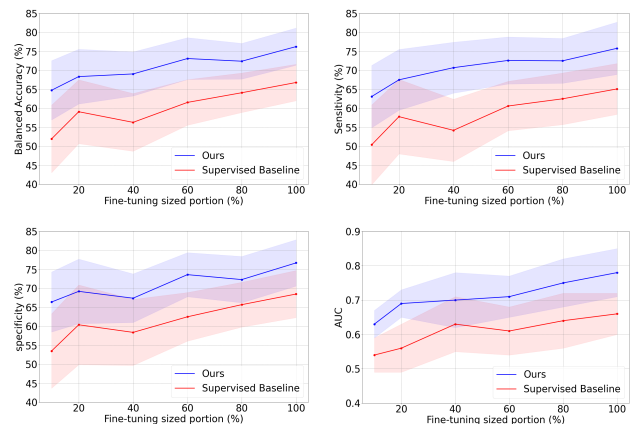 85
80
75
70
65
60
55
50
45
40
Balanced Accuracy (%)
20 40 60 80 100
Fine-tuning sized portion (%)
Ours
Supervised Baseline
85
80
75
70
65
60
55
50
45
40
Sensitivity (%)
20 40 60 80 100
Fine-tuning sized portion (%)
Ours
Supervised Baseline
85
80
75
70
65
60
55
50
45
40
specificity (%)
20 40 60 80 100
Fine-tuning sized portion (%)
Ours
Supervised Baseline
0.9
0.8
0.7
0.6
0.5
0.4
AUC
20 40 60 80 100
Fine-tuning sized portion (%)
Ours
Supervised Baseline